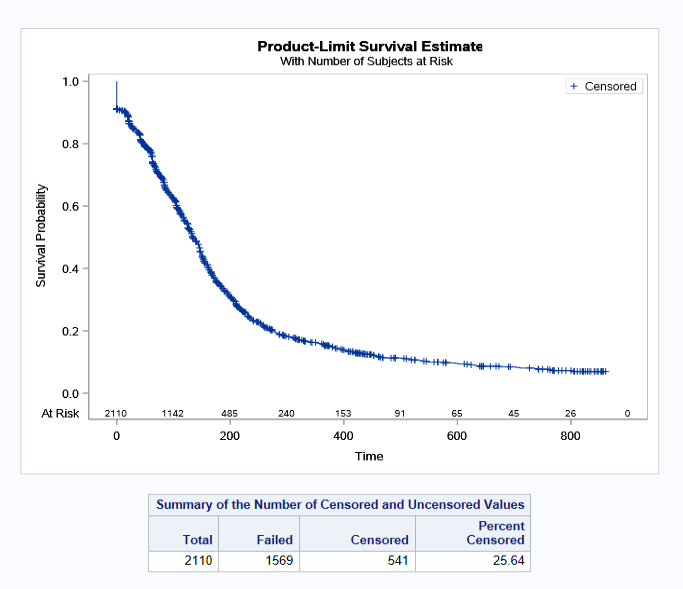 Product-Limit Survival Estimate
With Number of Subjects at Risk
+ Censored
1.0
0.8
0.6
0.4
0.2
0.0
Survival Probability
At Risk 2110 1142 485 240 153 91 65 45 26 0
0 200 400 600 800
Time
Summary of the Number of Censored and Uncensored Values
Total Failed Censored Percent Censored
2110 1569 541 25.64